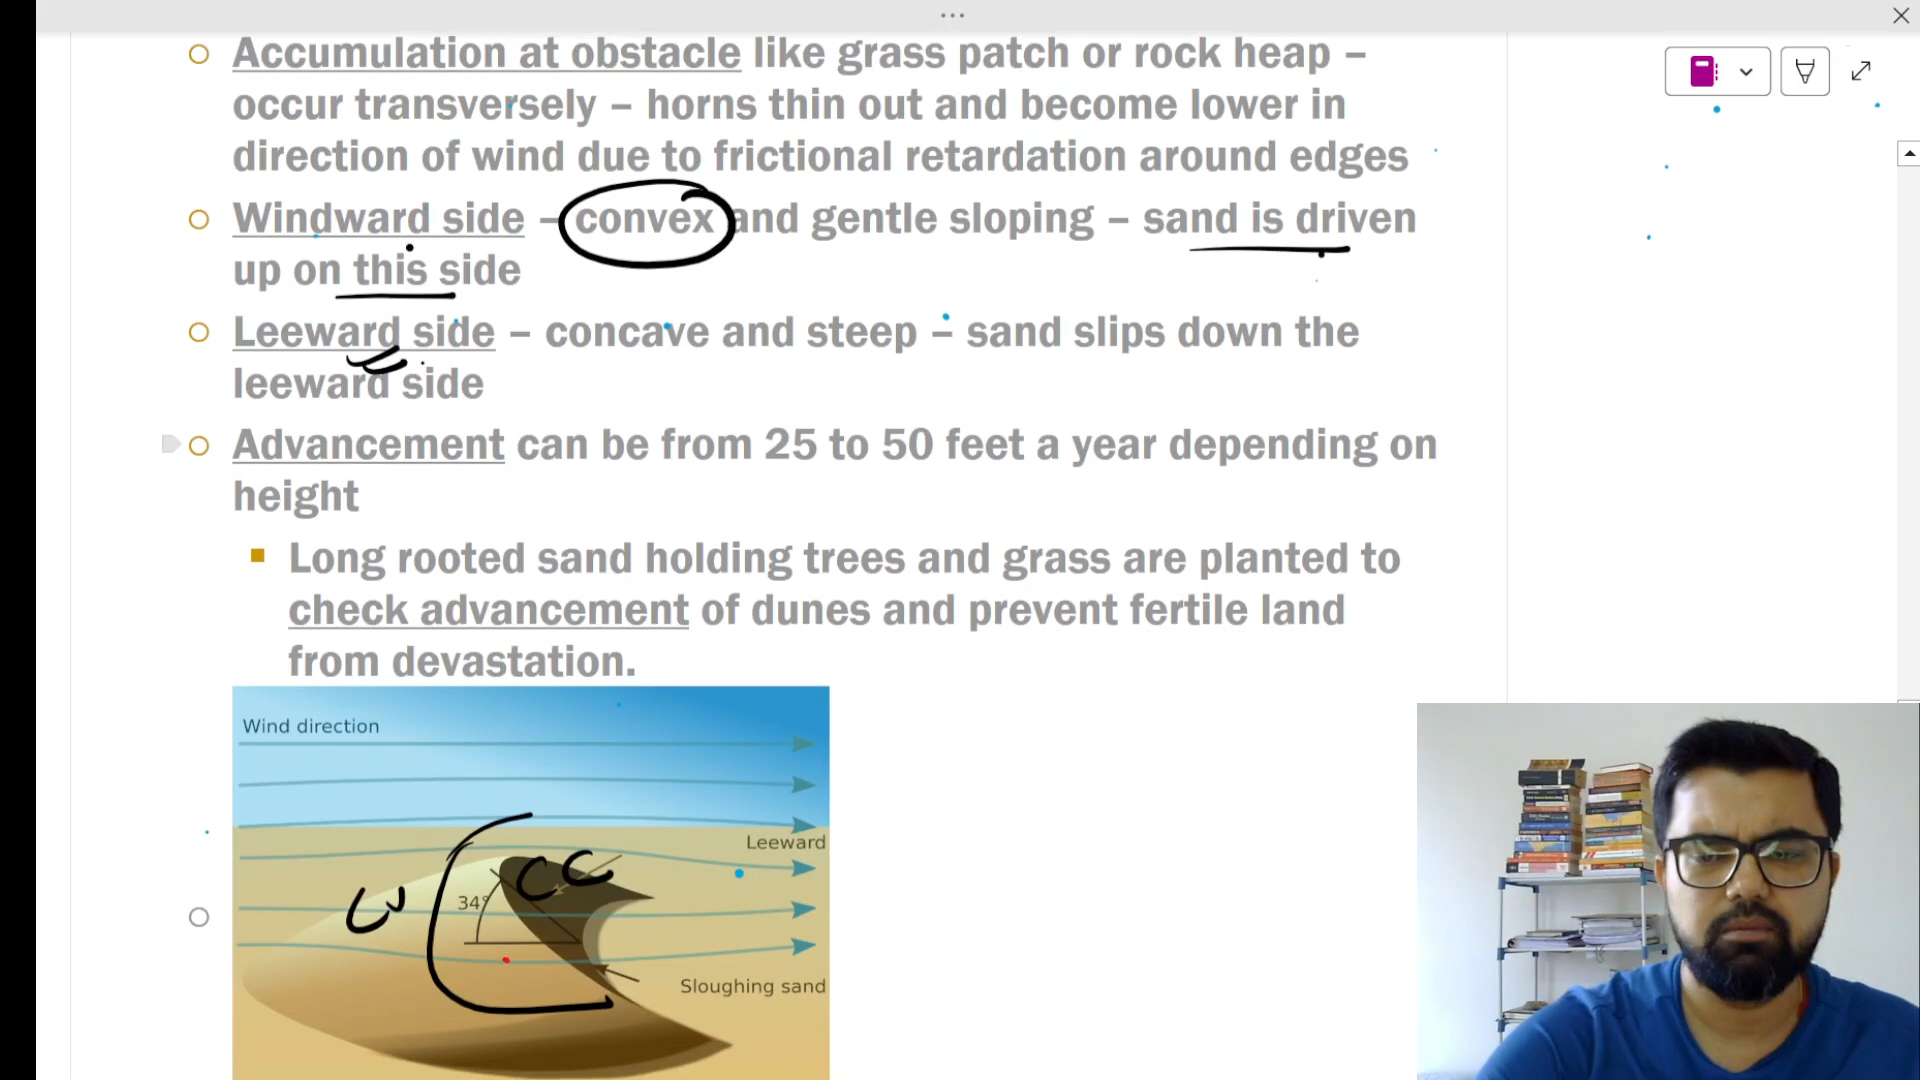 Accumulation at obstacle like grass patch or rock heap –
occur transversely – horns thin out and become lower in
direction of wind due to frictional retardation around edges
Windward side – convex and gentle sloping – sand is driven
up on this side
Leeward side – concave and steep – sand slips down the
leeward side
Advancement can be from 25 to 50 feet a year depending on
height
Long rooted sand holding trees and grass are planted to
check advancement of dunes and prevent fertile land
from devastation.
Wind direction
Leeward
CC
34°
Sloughing sand